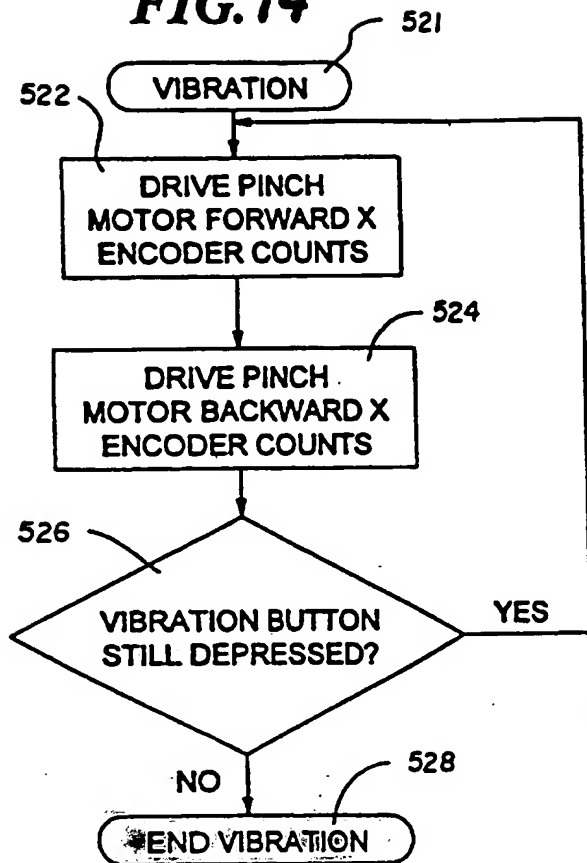 FIG. 74
521
VIBRATION
522
DRIVE PINCH
MOTOR FORWARD X
ENCODER COUNTS
524
DRIVE PINCH
MOTOR BACKWARD X
ENCODER COUNTS
526
VIBRATION BUTTON
STILL DEPRESSED?
YES
NO
528
END VIBRATION